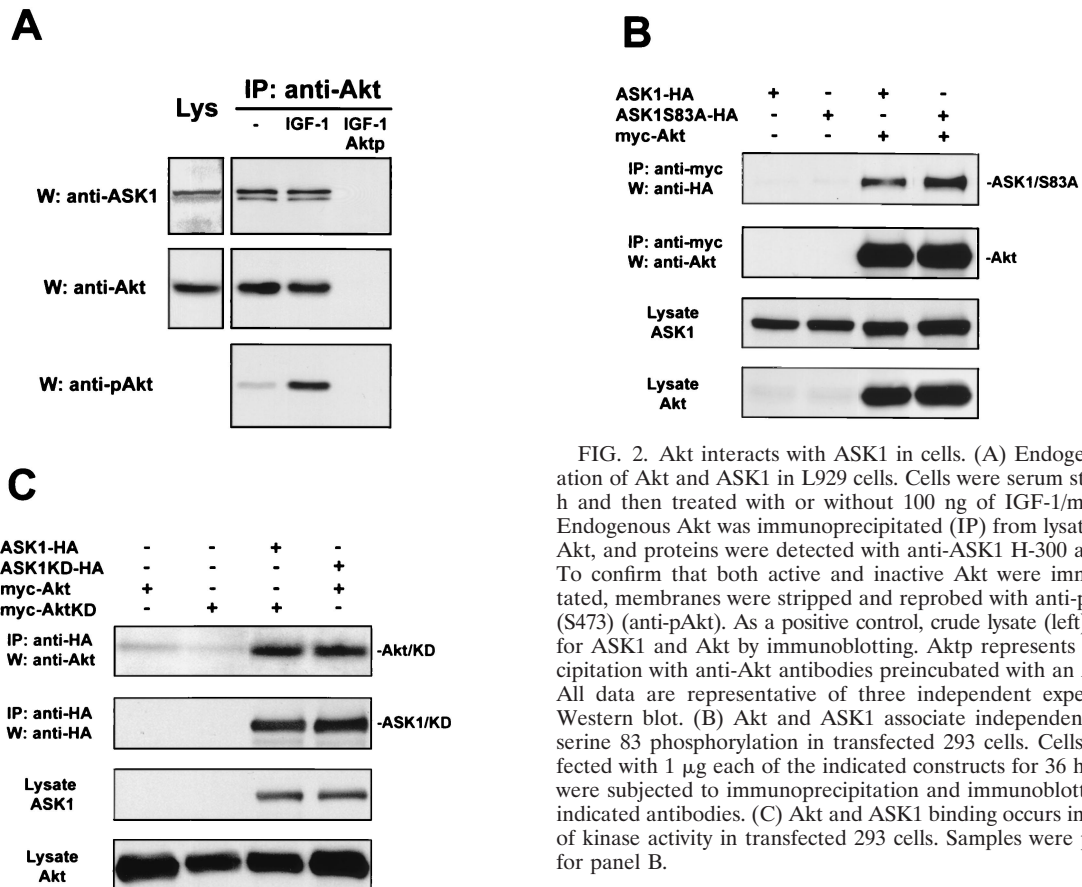 A
IP: anti-Akt
Lys
- IGF-1 IGF-1
Aktp
W: anti-ASK1
W: anti-Akt
W: anti-pAkt
B
ASK1-HA + - + -
ASK1S83A-HA - + - +
myc-Akt - - + +
IP: anti-myc
W: anti-HA
-ASK1/S83A
IP: anti-myc
W: anti-Akt
-Akt
Lysate
ASK1
Lysate
Akt
C
ASK1-HA - - + -
ASK1KD-HA - - - +
myc-Akt + - - +
myc-AktKD - + + -
IP: anti-HA
W: anti-Akt
-Akt/KD
IP: anti-HA
W: anti-HA
-ASK1/KD
Lysate
ASK1
Lysate
Akt
FIG. 2. Akt interacts with ASK1 in cells. (A) Endoge
ation of Akt and ASK1 in L929 cells. Cells were serum st
h and then treated with or without 100 ng of IGF-1/m
Endogenous Akt was immunoprecipitated (IP) from lysat
Akt, and proteins were detected with anti-ASK1 H-300 a
To confirm that both active and inactive Akt were imm
tated, membranes were stripped and reprobed with anti-p
(S473) (anti-pAkt). As a positive control, crude lysate (left)
for ASK1 and Akt by immunoblotting. Aktp represents
cipitation with anti-Akt antibodies preincubated with an
All data are representative of three independent expe
Western blot. (B) Akt and ASK1 associate independen
serine 83 phosphorylation in transfected 293 cells. Cells
fected with 1 μg each of the indicated constructs for 36 h
were subjected to immunoprecipitation and immunoblott
indicated antibodies. (C) Akt and ASK1 binding occurs in
of kinase activity in transfected 293 cells. Samples were
for panel B.